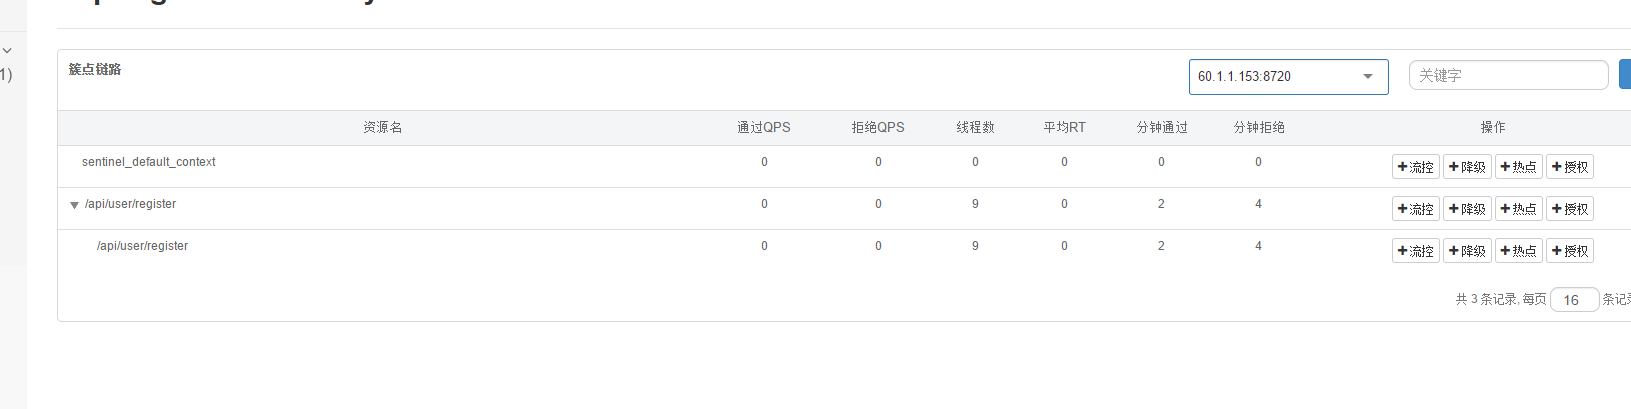 1)
簇点链路
60.1.1.153:8720
关键字
资源名 通过QPS 拒绝QPS 线程数 平均RT 分钟通过 分钟拒绝 操作
sentinel_default_context 0 0 0 0 0 0 流控 降级 热点 授权
/api/user/register 0 0 9 0 2 4 流控 降级 热点 授权
/api/user/register 0 0 9 0 2 4 流控 降级 热点 授权
共 3 条记录, 每页 16 条记